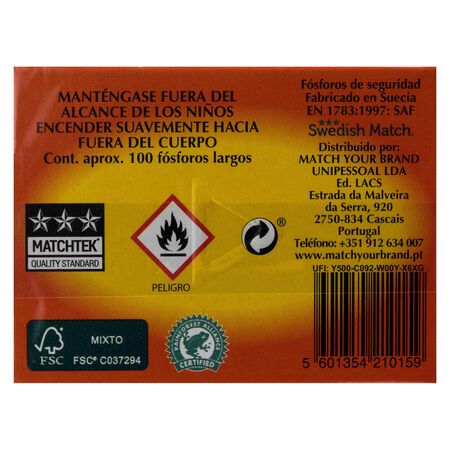 MANTÉNGASE FUERA DEL
ALCANCE DE LOS NIÑOS
ENCENDER SUAVEMENTE HACIA
FUERA DEL CUERPO
Cont. aprox. 100 fósforos largos
Fósforos de seguridad
Fabricado en Suecia
EN 1783:1997: SAF
Swedish Match.
Distribuido por:
MATCH YOUR BRAND
UNIPESSOAL LDA
Ed. LACS
Estrada da Malveira
da Serra, 920
2750-834 Cascais
Portugal
Teléfono: +351 912 634 007
www.matchyourbrand.pt
UFI: Y500-C092-W00Y-X6XG
MATCHTEK®
QUALITY STANDARD
PELIGRO
®
FSC
MIXTO
FSC® C037294
RAINFOREST ALLIANCE
CERTIFIED
5 601354 210159